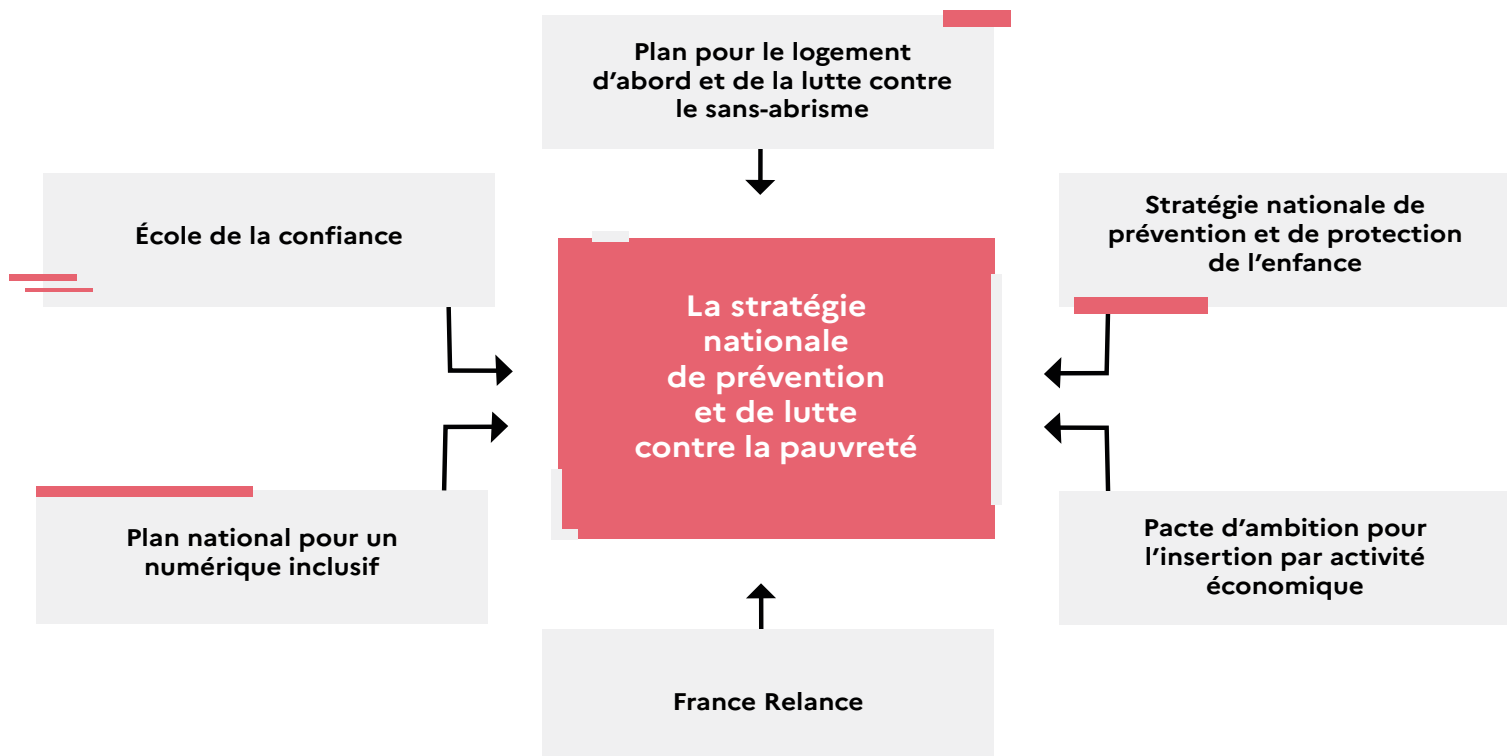 Plan pour le logement
d’abord et de la lutte contre
le sans-abrisme
École de la confiance
Stratégie nationale de
prévention et de protection
de l’enfance
La stratégie
nationale
de prévention
et de lutte
contre la pauvreté
Plan national pour un
numérique inclusif
Pacte d’ambition pour
l’insertion par activité
économique
France Relance